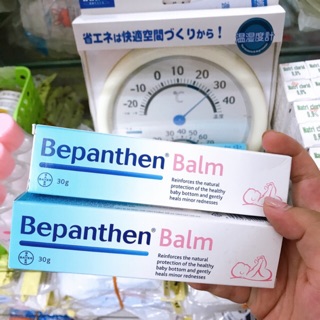 省エネは快適空間づくりから!
温湿度計
-20
-10
0
10
20
30
40
℃
Bepanthen® Balm
BAYER
30g
Reinforces the natural
protection of the healthy
baby bottom and gently
heals minor rednesses
Bepanthen® Balm
BAYER
30g
Reinforces the natural
protection of the healthy
baby bottom and gently
heals minor rednesses